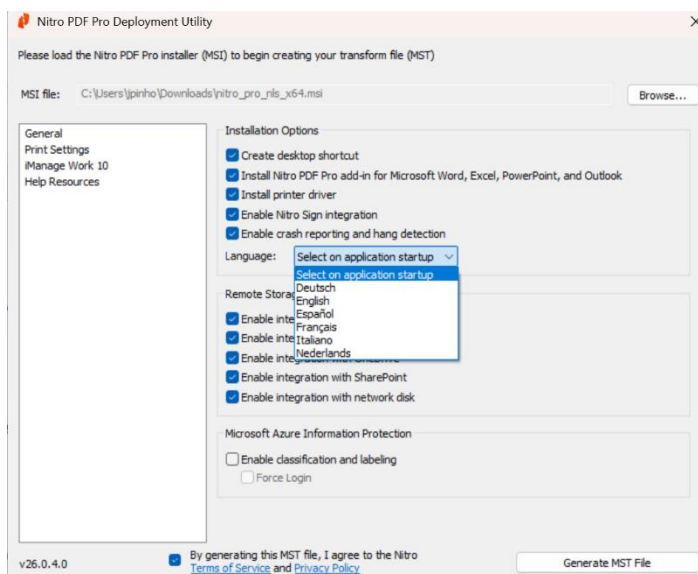 Nitro PDF Pro Deployment Utility
Please load the Nitro PDF Pro installer (MSI) to begin creating your transform file (MST)
MSI file: C:\Users\jpinho\Downloads\nitro_pro_nls_x64.msi Browse...
General
Print Settings
iManage Work 10
Help Resources
Installation Options
Create desktop shortcut
Install Nitro PDF Pro add-in for Microsoft Word, Excel, PowerPoint, and Outlook
Install printer driver
Enable Nitro Sign integration
Enable crash reporting and hang detection
Language: Select on application startup
Select on application startup
Deutsch
English
Español
Français
Italiano
Nederlands
Remote Storag
Enable inte
Enable inte
Enable integration with OneDrive
Enable integration with SharePoint
Enable integration with network disk
Microsoft Azure Information Protection
Enable classification and labeling
Force Login
v26.0.4.0
By generating this MST file, I agree to the Nitro
Terms of Service and Privacy Policy
Generate MST File